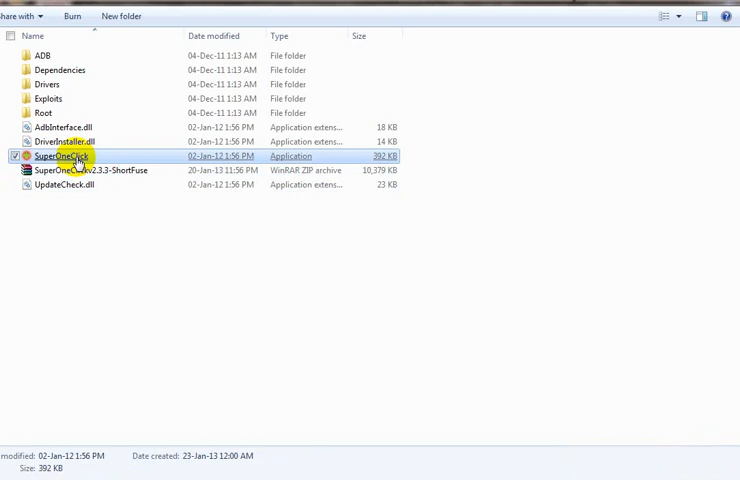 hare with Burn New folder
Name Date modified Type Size
ADB 04-Dec-11 1:13 AM File folder
Dependencies 04-Dec-11 1:13 AM File folder
Drivers 04-Dec-11 1:13 AM File folder
Exploits 04-Dec-11 1:13 AM File folder
Root 04-Dec-11 1:13 AM File folder
AdbInterface.dll 02-Jan-12 1:56 PM Application extens... 18 KB
DriverInstaller.dll 02-Jan-12 1:56 PM Application extens... 14 KB
SuperOneClick 02-Jan-12 1:56 PM Application 392 KB
SuperOneClickv2.3.3-ShortFuse 20-Jan-13 11:56 PM WinRAR ZIP archive 10,379 KB
UpdateCheck.dll 02-Jan-12 1:56 PM Application extens... 23 KB
modified: 02-Jan-12 1:56 PM Date created: 23-Jan-13 12:00 AM
Size: 392 KB